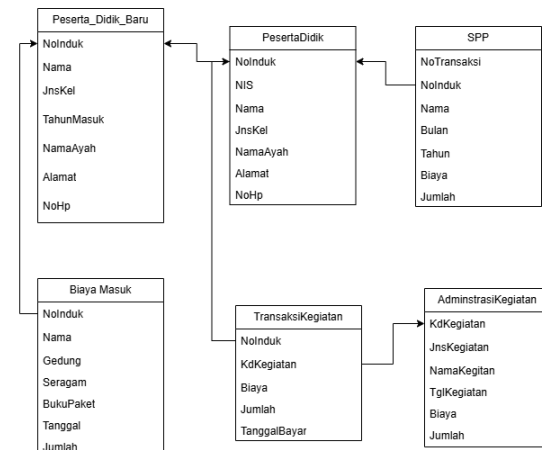 Peserta_Didik_Baru
NoInduk
Nama
JnsKel
TahunMasuk
NamaAyah
Alamat
NoHp
PesertaDidik
NoInduk
NIS
Nama
JnsKel
NamaAyah
Alamat
NoHp
SPP
NoTransaksi
NoInduk
Nama
Bulan
Tahun
Biaya
Jumlah
Biaya Masuk
NoInduk
Nama
Gedung
Seragam
BukuPaket
Tanggal
Jumlah
TransaksiKegiatan
NoInduk
KdKegiatan
Biaya
Jumlah
TanggalBayar
AdminstrasiKegiatan
KdKegiatan
JnsKegiatan
NamaKegitan
TglKegiatan
Biaya
Jumlah